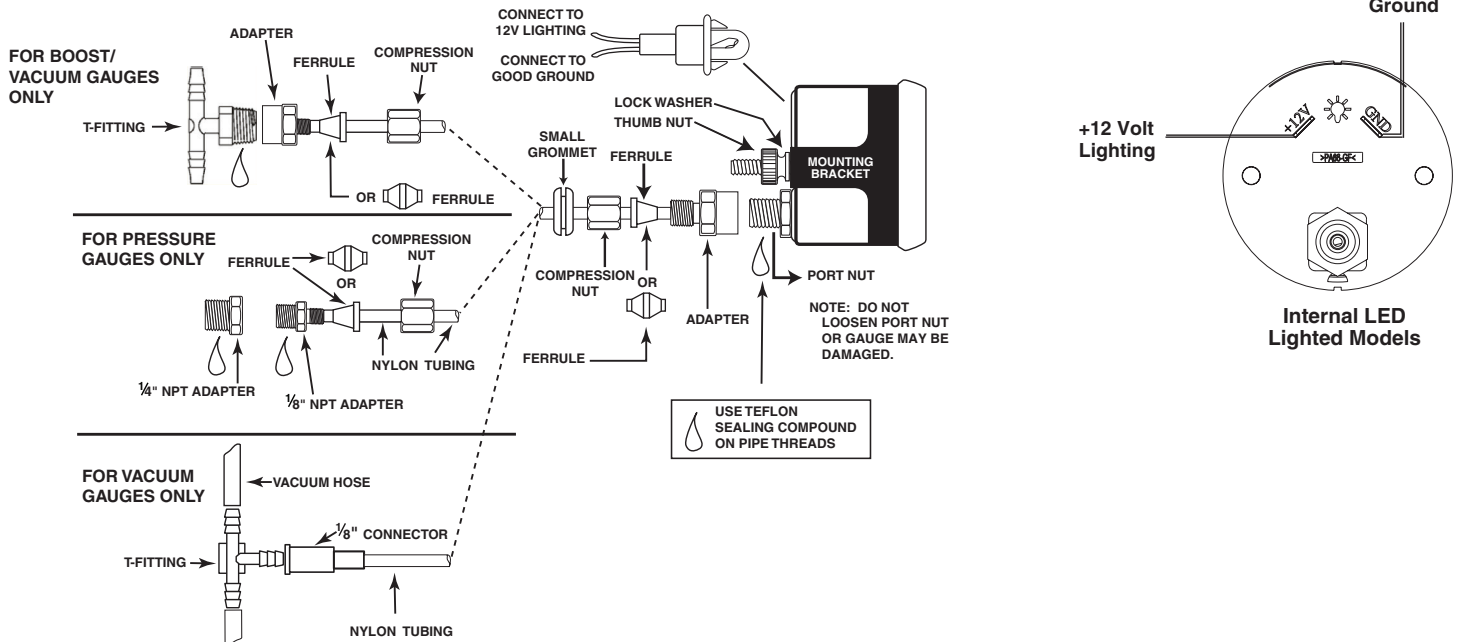 FOR BOOST/
VACUUM GAUGES
ONLY
ADAPTER
FERRULE
COMPRESSION
NUT
T-FITTING
OR
FERRULE
CONNECT TO
12V LIGHTING
CONNECT TO
GOOD GROUND
LOCK WASHER
THUMB NUT
MOUNTING
BRACKET
SMALL
GROMMET
FERRULE
COMPRESSION
NUT
OR
FERRULE
ADAPTER
PORT NUT
NOTE: DO NOT
LOOSEN PORT NUT
OR GAUGE MAY BE
DAMAGED.
USE TEFLON
SEALING COMPOUND
ON PIPE THREADS
FOR PRESSURE
GAUGES ONLY
FERRULE
OR
COMPRESSION
NUT
NYLON TUBING
1/4" NPT ADAPTER
1/8" NPT ADAPTER
FOR VACUUM
GAUGES ONLY
VACUUM HOSE
1/8" CONNECTOR
T-FITTING
NYLON TUBING
Ground
+12 Volt
Lighting
+12V
GND
>PA66-GF<
Internal LED
Lighted Models